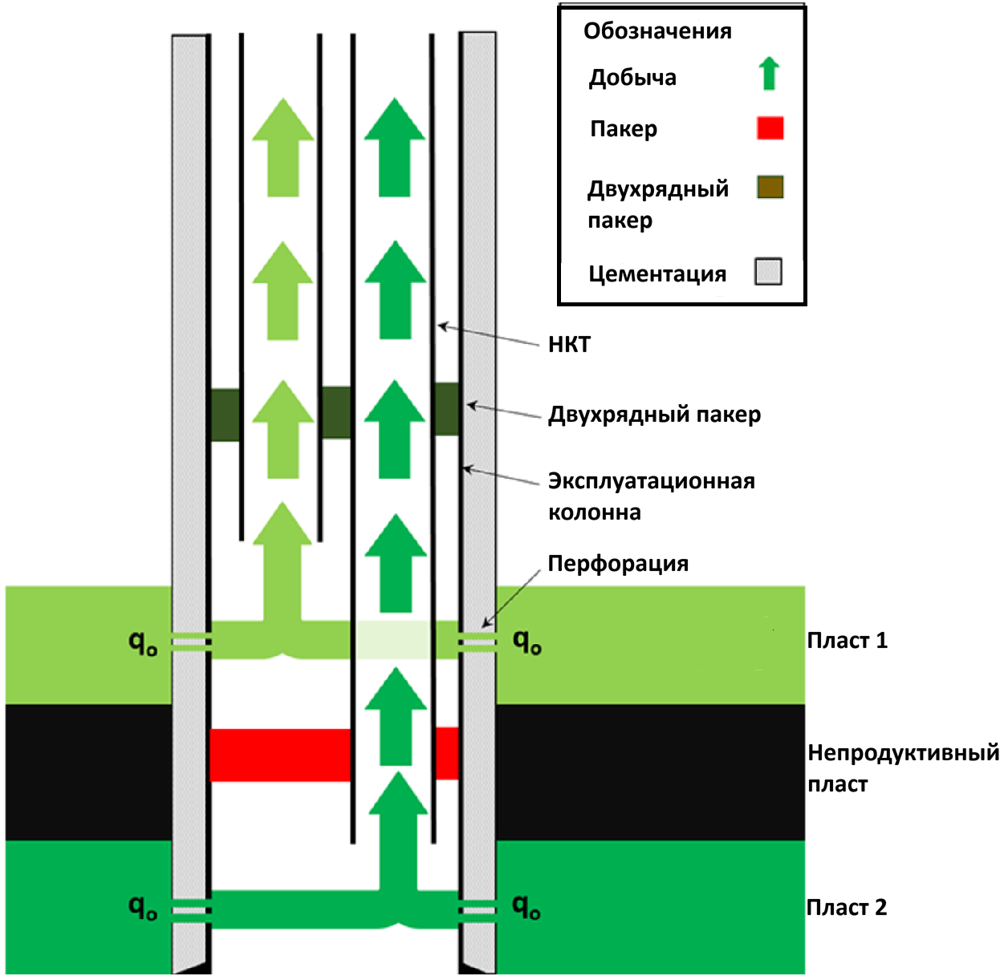 Обозначения
Добыча
Пакер
Двухрядный
пакер
Цементация
НКТ
Двухрядный пакер
Эксплуатационная
колонна
Перфорация
qo
qo
Пласт 1
Непродуктивный
пласт
qo
qo
Пласт 2